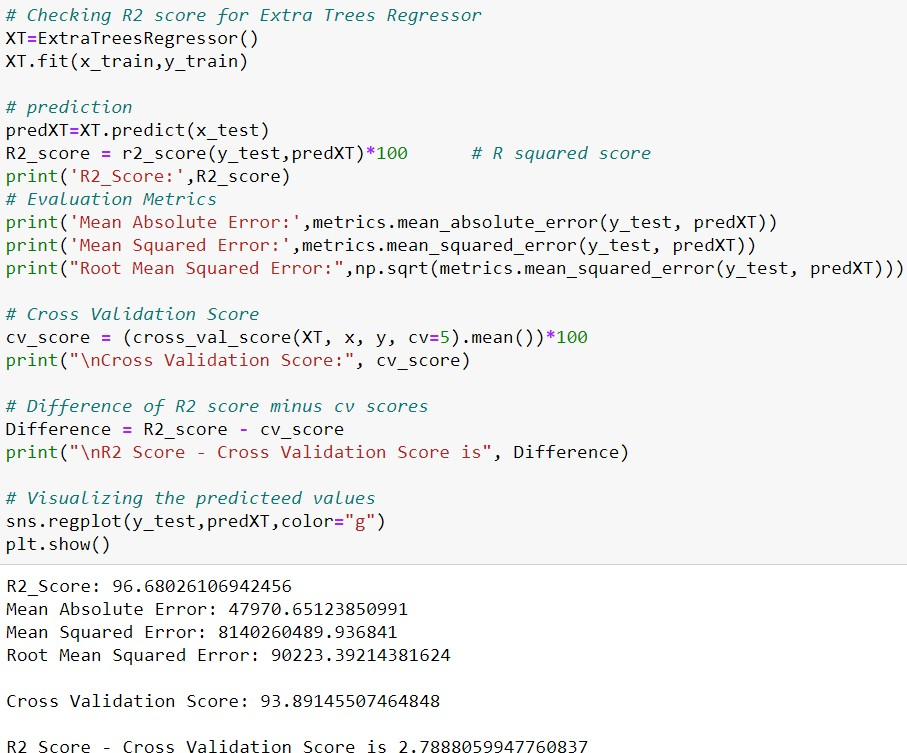 # Checking R2 score for Extra Trees Regressor
XT=ExtraTreesRegressor()
XT.fit(x_train,y_train)
# prediction
predXT=XT.predict(x_test)
R2_score = r2_score(y_test,predXT)*100      # R squared score
print('R2_Score:',R2_score)
# Evaluation Metrics
print('Mean Absolute Error:',metrics.mean_absolute_error(y_test, predXT))
print('Mean Squared Error:',metrics.mean_squared_error(y_test, predXT))
print("Root Mean Squared Error:",np.sqrt(metrics.mean_squared_error(y_test, predXT)))
# Cross Validation Score
cv_score = (cross_val_score(XT, x, y, cv=5).mean())*100
print("\nCross Validation Score:", cv_score)
# Difference of R2 score minus cv scores
Difference = R2_score - cv_score
print("\nR2 Score - Cross Validation Score is", Difference)
# Visualizing the predicteed values
sns.regplot(y_test,predXT,color="g")
plt.show()
R2_Score: 96.68026106942456
Mean Absolute Error: 47970.65123850991
Mean Squared Error: 8140260489.936841
Root Mean Squared Error: 90223.39214381624
Cross Validation Score: 93.89145507464848
R2 Score - Cross Validation Score is 2.7888059947760837